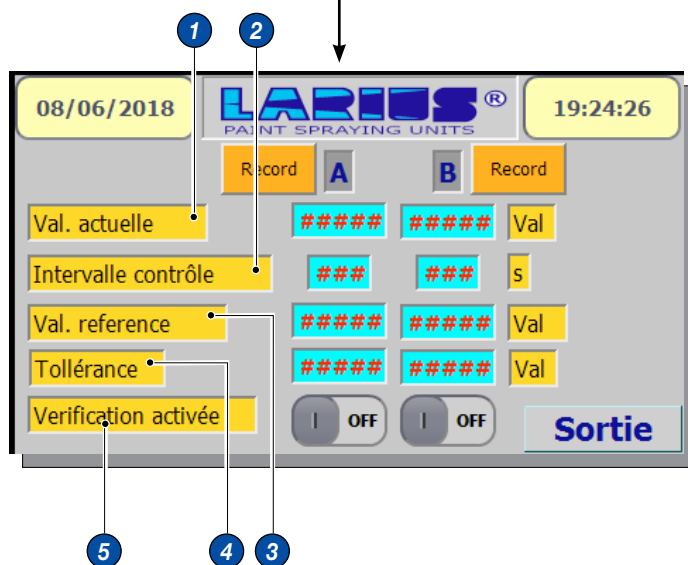 1 2
08/06/2018 LARIUS® 19:24:26
PAINT SPRAYING UNITS
Record A B Record
Val. actuelle ##### ##### Val
Intervalle contrôle ### ### s
Val. reference ##### ##### Val
Tollérance ##### ##### Val
Verification activée I OFF I OFF Sortie
5 4 3